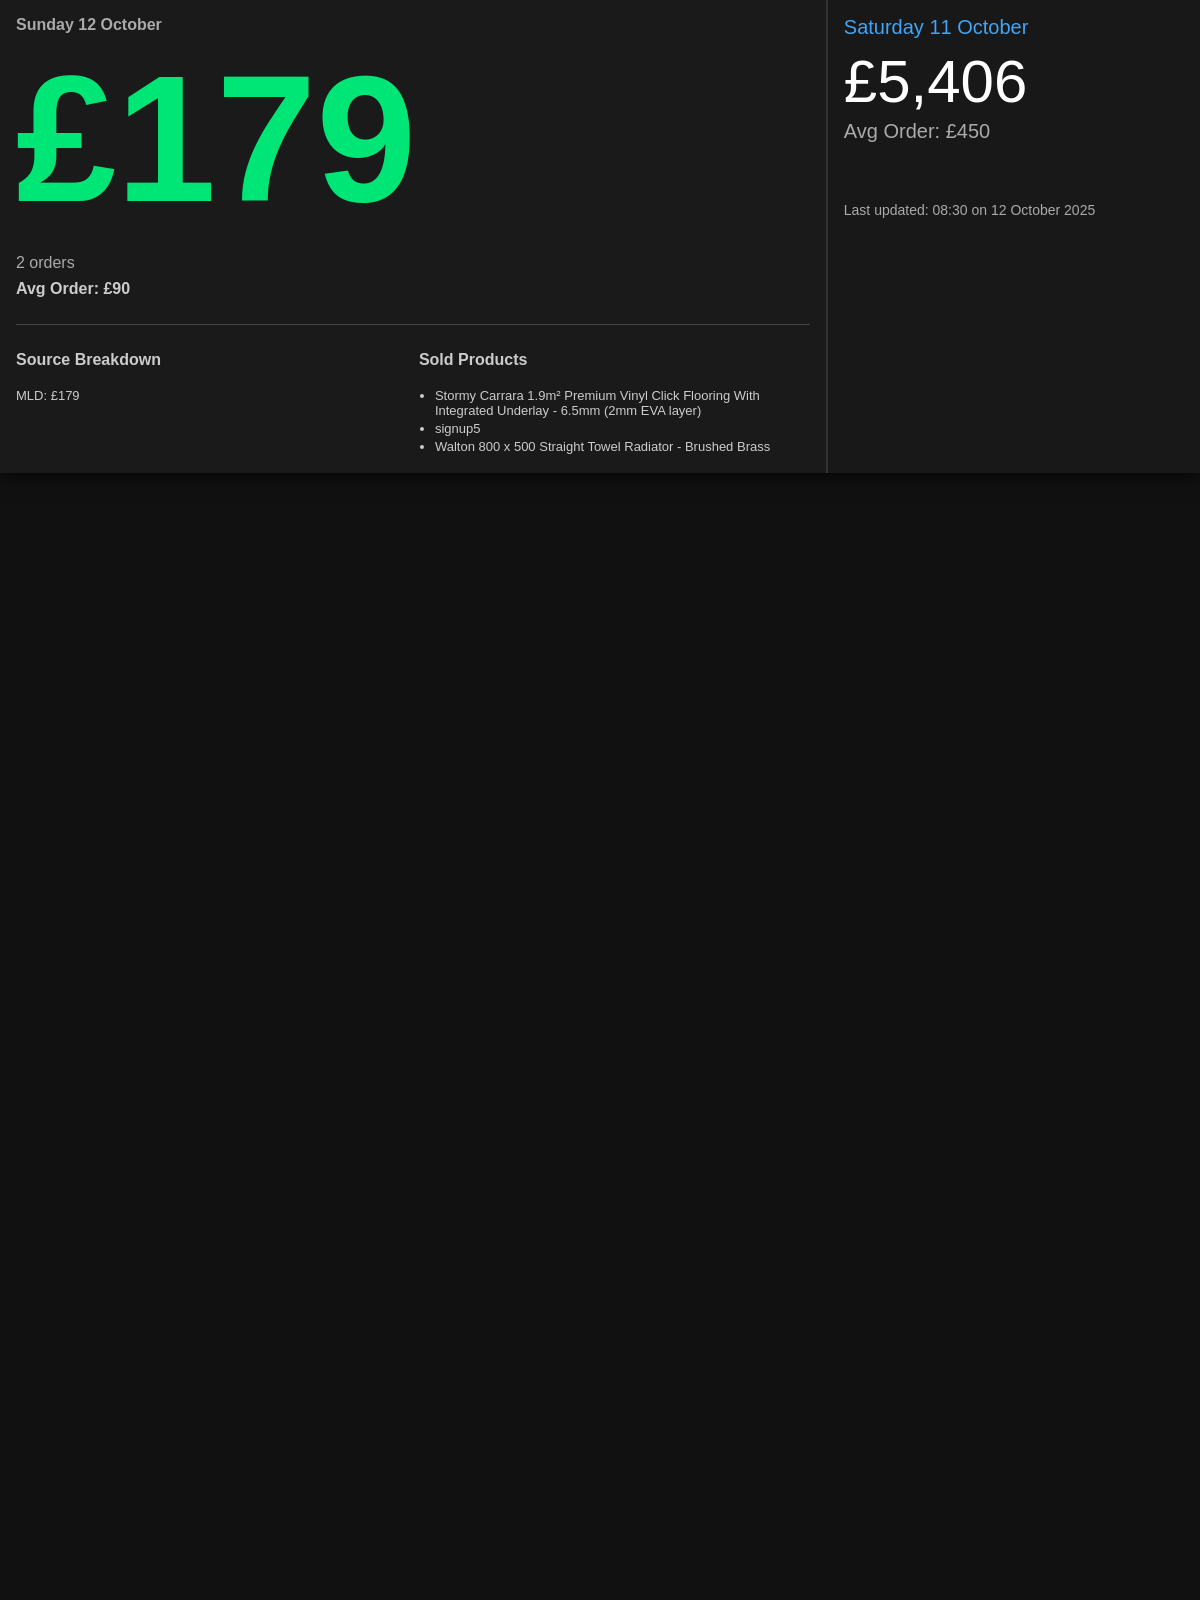 Sunday 12 October
£179
2 orders
Avg Order: £90
Source Breakdown
MLD: £179
Sold Products
• Stormy Carrara 1.9m² Premium Vinyl Click Flooring With
Integrated Underlay - 6.5mm (2mm EVA layer)
• signup5
• Walton 800 x 500 Straight Towel Radiator - Brushed Brass
Saturday 11 October
£5,406
Avg Order: £450
Last updated: 08:30 on 12 October 2025